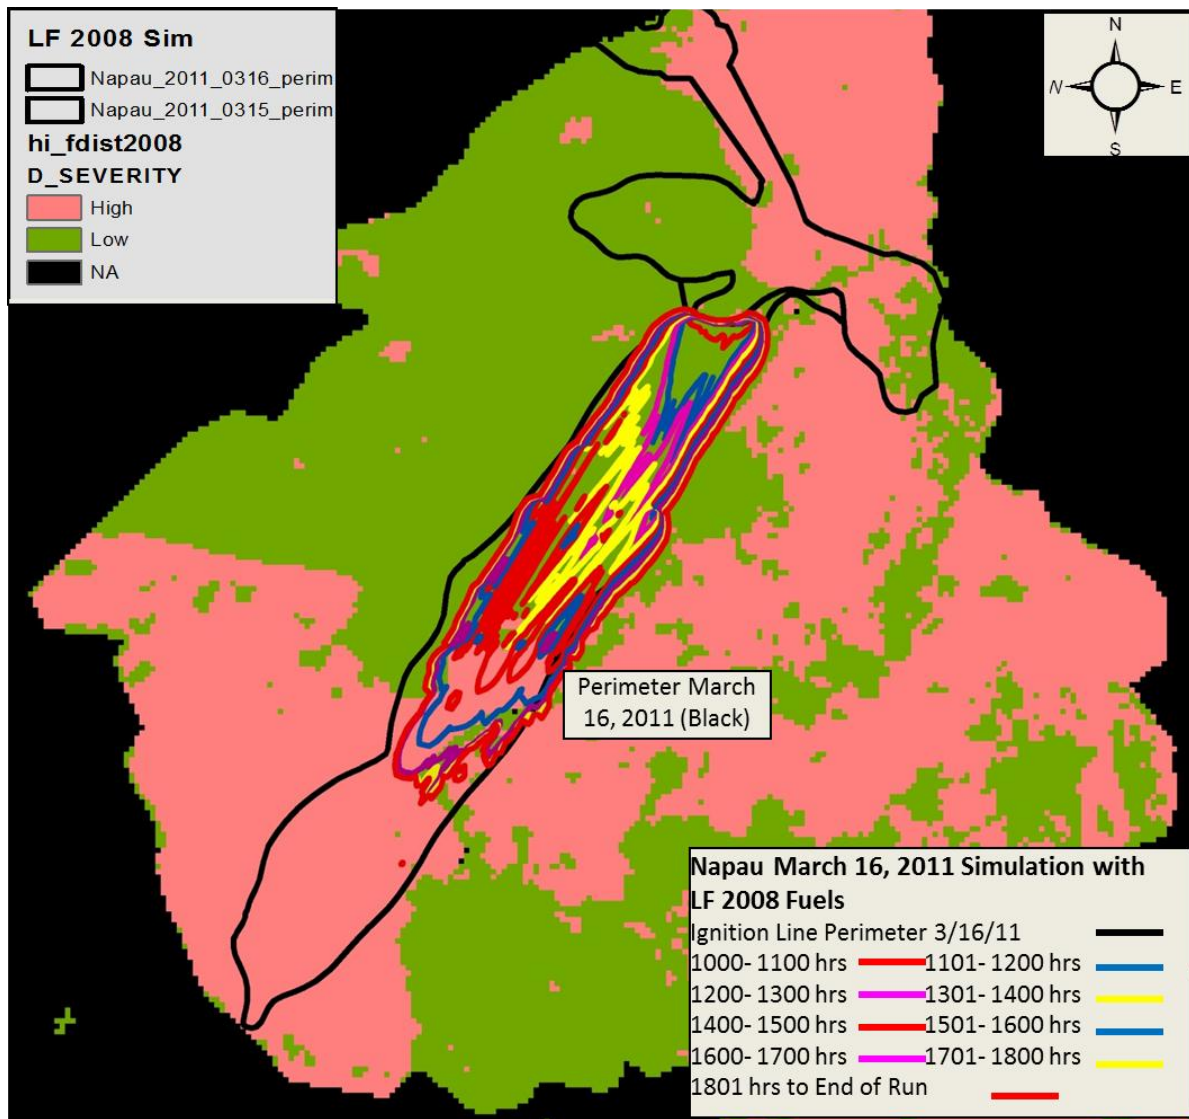 LF 2008 Sim
Napau_2011_0316_perim
Napau_2011_0315_perim
hi_fdist2008
D_SEVERITY
High
Low
NA
N
W E
S
Perimeter March
16, 2011 (Black)
Napau March 16, 2011 Simulation with
LF 2008 Fuels
Ignition Line Perimeter 3/16/11
1000- 1100 hrs 1101- 1200 hrs
1200- 1300 hrs 1301- 1400 hrs
1400- 1500 hrs 1501- 1600 hrs
1600- 1700 hrs 1701- 1800 hrs
1801 hrs to End of Run